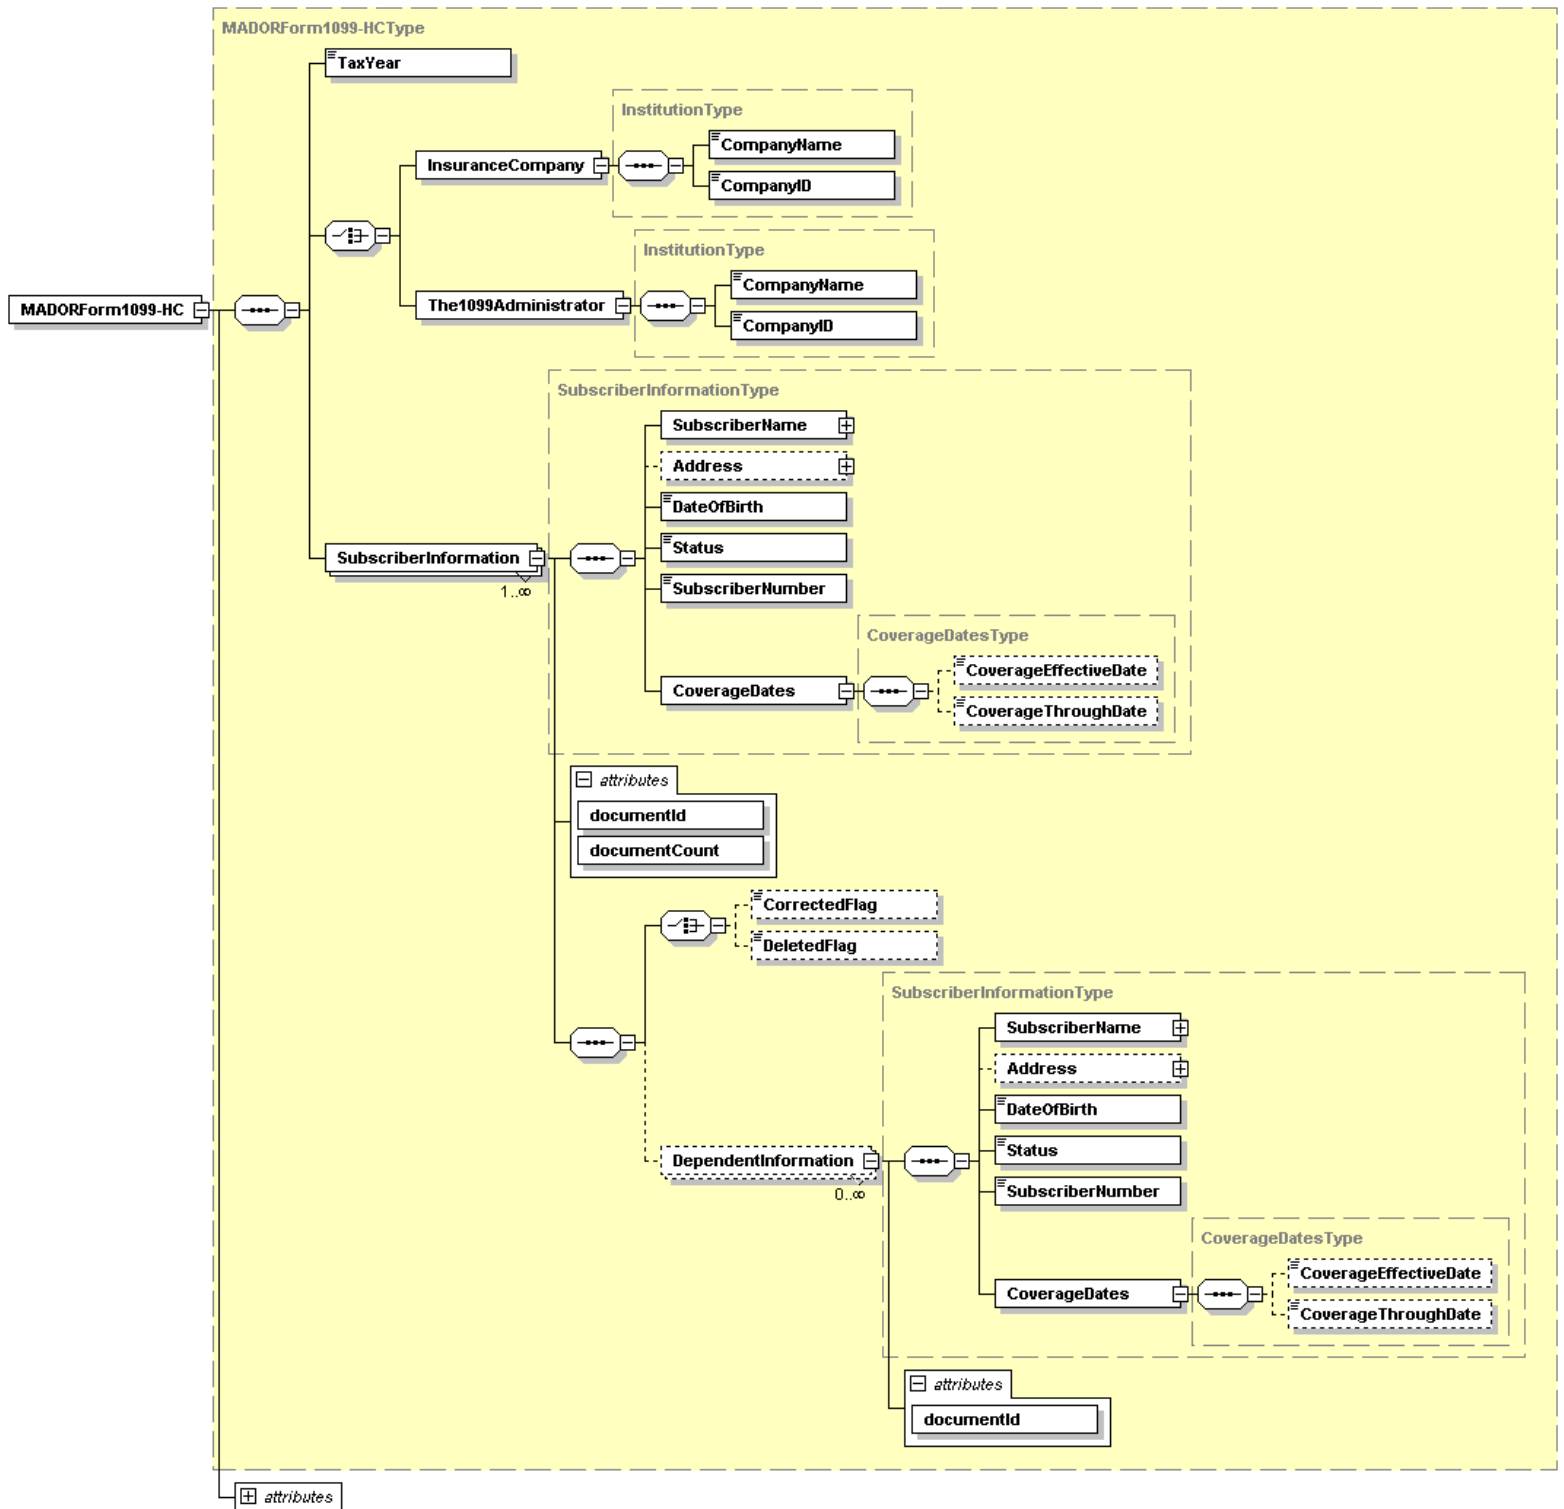 MADORForm1099-HCType
TaxYear
InstitutionType
CompanyName
InsuranceCompany
CompanyID
InstitutionType
CompanyName
MADORForm1099-HC
The1099Administrator
CompanyID
SubscriberInformationType
SubscriberName
Address
DateOfBirth
Status
SubscriberInformation
SubscriberNumber
1..∞
CoverageDatesType
CoverageEffectiveDate
CoverageDates
CoverageThroughDate
attributes
documentId
documentCount
CorrectedFlag
DeletedFlag
SubscriberInformationType
SubscriberName
Address
DateOfBirth
Status
DependentInformation
SubscriberNumber
0..∞
CoverageDatesType
CoverageEffectiveDate
CoverageDates
CoverageThroughDate
attributes
documentId
attributes